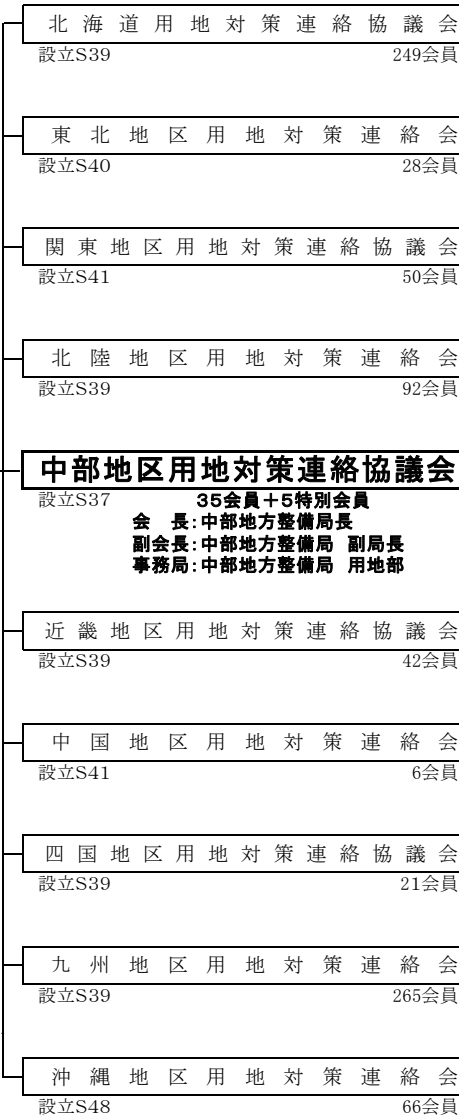 北海道用地対策連絡協議会
設立S39 249会員
東北地区用地対策連絡会
設立S40 28会員
関東地区用地対策連絡協議会
設立S41 50会員
北陸地区用地対策連絡会
設立S39 92会員
中部地区用地対策連絡協議会
設立S37 35会員＋5特別会員
会　長:中部地方整備局長
副会長:中部地方整備局　副局長
事務局:中部地方整備局　用地部
近畿地区用地対策連絡協議会
設立S39 42会員
中国地区用地対策連絡会
設立S41 6会員
四国地区用地対策連絡協議会
設立S39 21会員
九州地区用地対策連絡会
設立S39 265会員
沖縄地区用地対策連絡会
設立S48 66会員